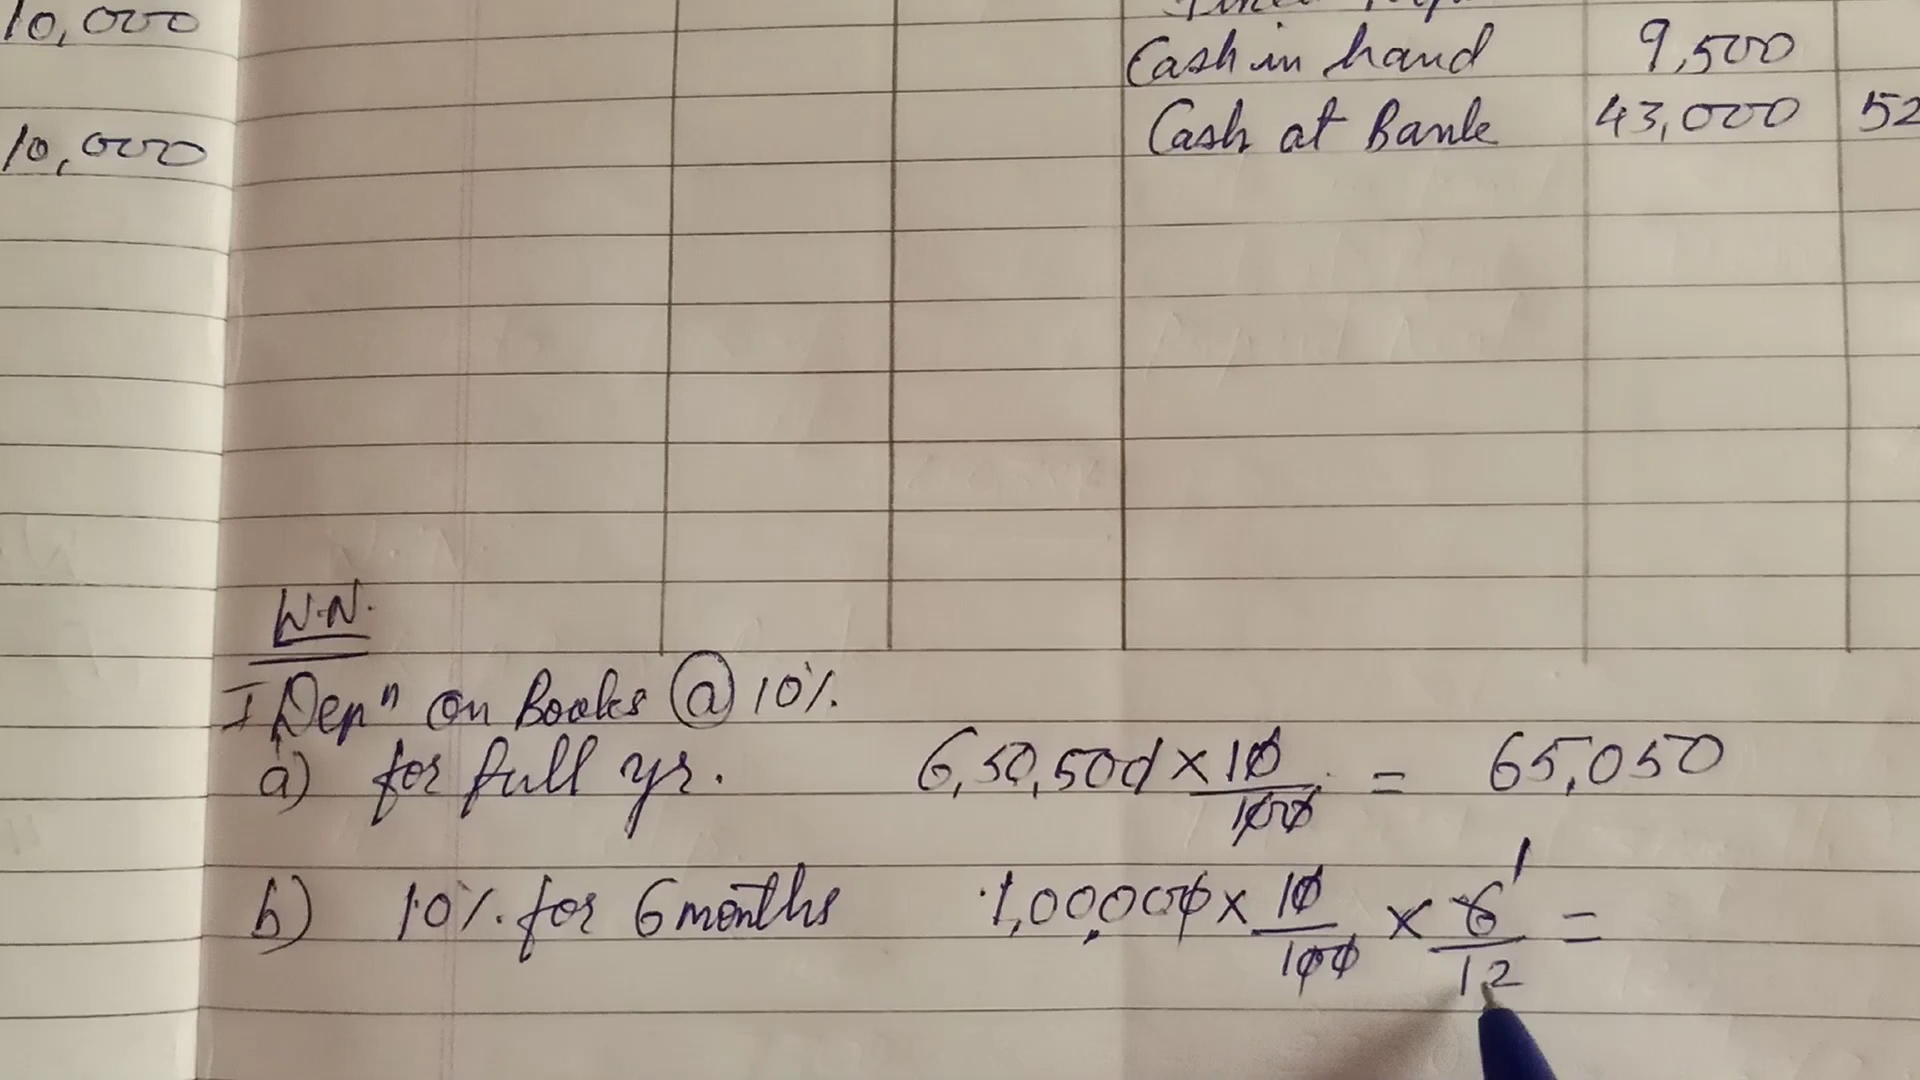 10,000
Cash in hand 9,500
Cash at Bank 43,000 52
10,000
W.N.
I Depn on Books @ 10%.
a) for full yr. 6,50,500 × 10/100 = 65,050
b) 10%. for 6 months 1,00,000 × 10/100 × 6/12 = 1